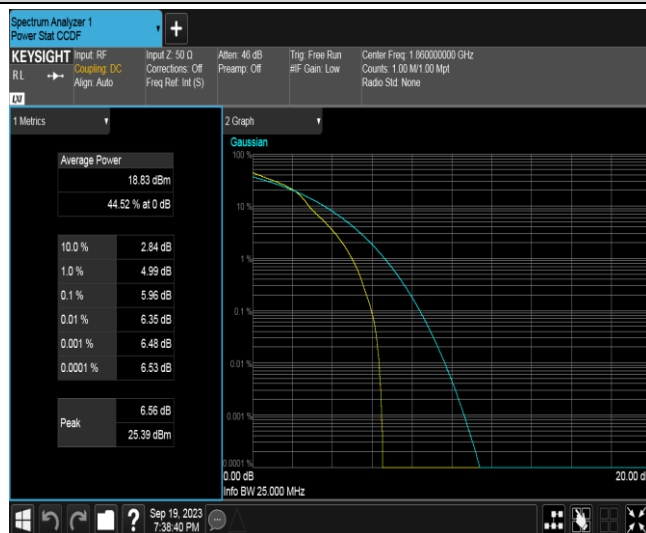 Spectrum Analyzer 1
Power Stat CCDF
KEYSIGHT
RL
LXI
Input: RF
Coupling: DC
Align: Auto
Input Z: 50 Ω
Corrections: Off
Freq Ref: Int (S)
Atten: 46 dB
Preamp: Off
Trig: Free Run
#IF Gain: Low
Center Freq: 1.860000000 GHz
Counts: 1.00 M/1.00 Mpt
Radio Std: None
1 Metrics
Average Power
18.83 dBm
44.52 % at 0 dB
10.0 % 2.84 dB
1.0 % 4.99 dB
0.1 % 5.96 dB
0.01 % 6.35 dB
0.001 % 6.48 dB
0.0001 % 6.53 dB
Peak
6.56 dB
25.39 dBm
2 Graph
Gaussian
100 %
10 %
1 %
0.1 %
0.01 %
0.001 %
0.0001 %
0.00 dB
20.00 d
Info BW 25.000 MHz
Sep 19, 2023
7:38:40 PM